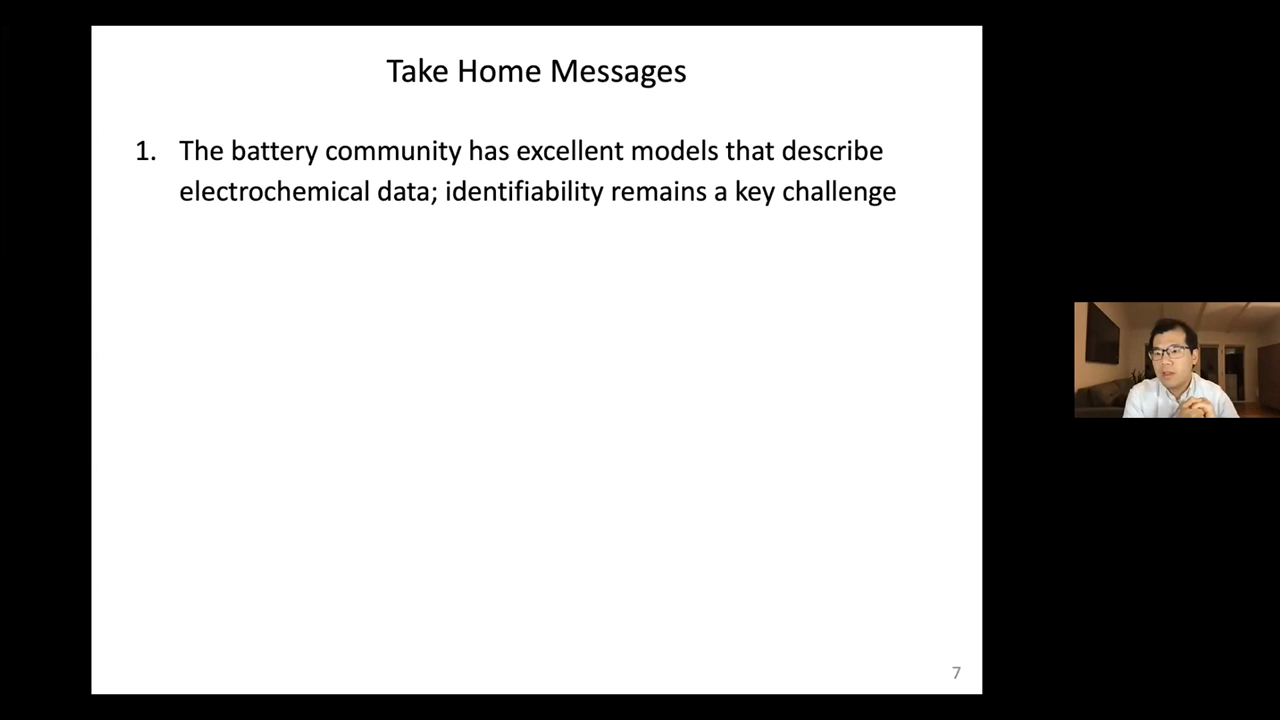 Take Home Messages
1. The battery community has excellent models that describe
electrochemical data; identifiability remains a key challenge
7